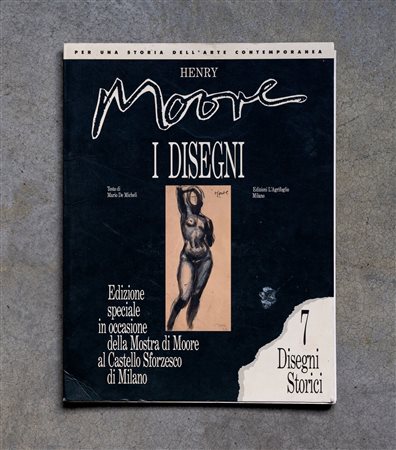 PER UNA STORIA DELL'ARTE CONTEMPORANEA
HENRY
Moore
I DISEGNI
Testo di
Mario De Micheli
Edizioni L'Agrifoglio
Milano
Moore
Edizione
speciale
in occasione
della Mostra di Moore
al Castello Sforzesco
di Milano
7
Disegni
Storici